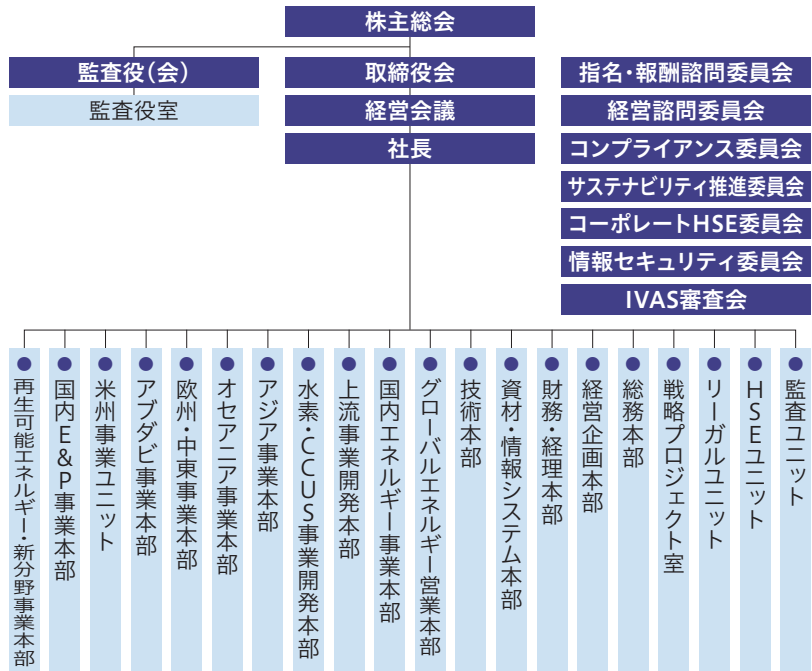 株主総会
監査役(会)
取締役会
指名・報酬諮問委員会
監査役室
経営会議
経営諮問委員会
社長
コンプライアンス委員会
サステナビリティ推進委員会
コーポレートHSE委員会
情報セキュリティ委員会
IVAS審査会
再生可能エネルギー・新分野事業本部
国内E&P事業本部
米州事業ユニット
アブダビ事業本部
欧州・中東事業本部
オセアニア事業本部
アジア事業本部
水素・CCUS事業開発本部
上流事業開発本部
国内エネルギー事業本部
グローバルエネルギー営業本部
技術本部
資材・情報システム本部
財務・経理本部
経営企画本部
総務本部
戦略プロジェクト室
リーガルユニット
HSEユニット
監査ユニット